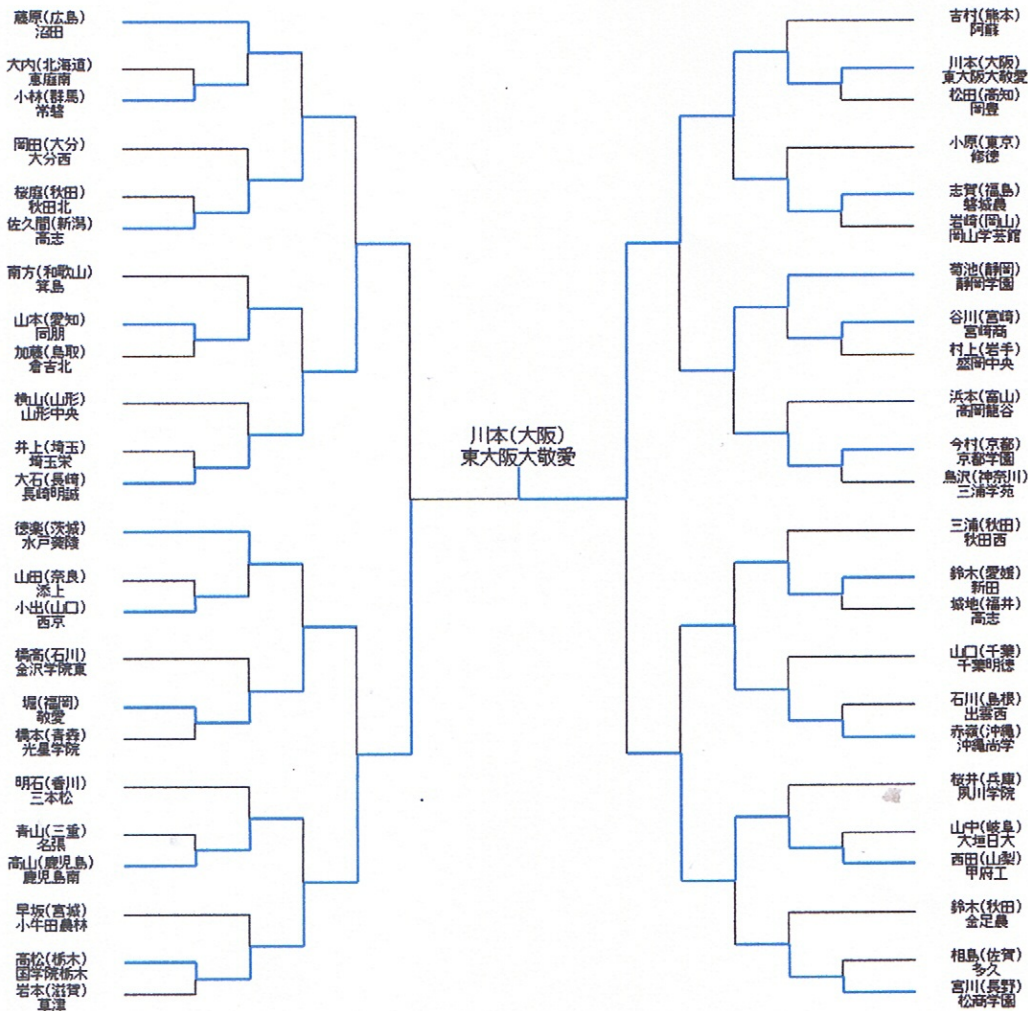 藤原(広島)
沼田
大内(北海道)
恵庭南
小林(群馬)
常磐
岡田(大分)
大分西
桜庭(秋田)
秋田北
佐久間(新潟)
高志
南方(和歌山)
箕島
山本(愛知)
同朋
加藤(鳥取)
倉吉北
横山(山形)
山形中央
井上(埼玉)
埼玉栄
大石(長崎)
長崎明誠
徳楽(茨城)
水戸葵陵
山田(奈良)
添上
小出(山口)
西京
橋高(石川)
金沢学院東
堀(福岡)
敬愛
橋本(青森)
光星学院
明石(香川)
三本松
青山(三重)
名張
高山(鹿児島)
鹿児島南
早坂(宮城)
小牛田農林
高松(栃木)
国学院栃木
岩本(滋賀)
草津
川本(大阪)
東大阪大敬愛
吉村(熊本)
阿蘇
川本(大阪)
東大阪大敬愛
松田(高知)
岡豊
小原(東京)
修徳
志賀(福島)
磐城農
岩崎(岡山)
岡山学芸館
菊池(静岡)
静岡学園
谷川(宮崎)
宮崎商
村上(岩手)
盛岡中央
浜本(富山)
高岡龍谷
今村(京都)
京都学園
鳥沢(神奈川)
三浦学苑
三浦(秋田)
秋田西
鈴木(愛媛)
新田
城地(福井)
高志
山口(千葉)
千葉明徳
石川(島根)
出雲西
赤嶺(沖縄)
沖縄尚学
桜井(兵庫)
夙川学院
山中(岐阜)
大垣日大
西田(山梨)
甲府工
鈴木(秋田)
金足農
相島(佐賀)
多久
宮川(長野)
松商学園